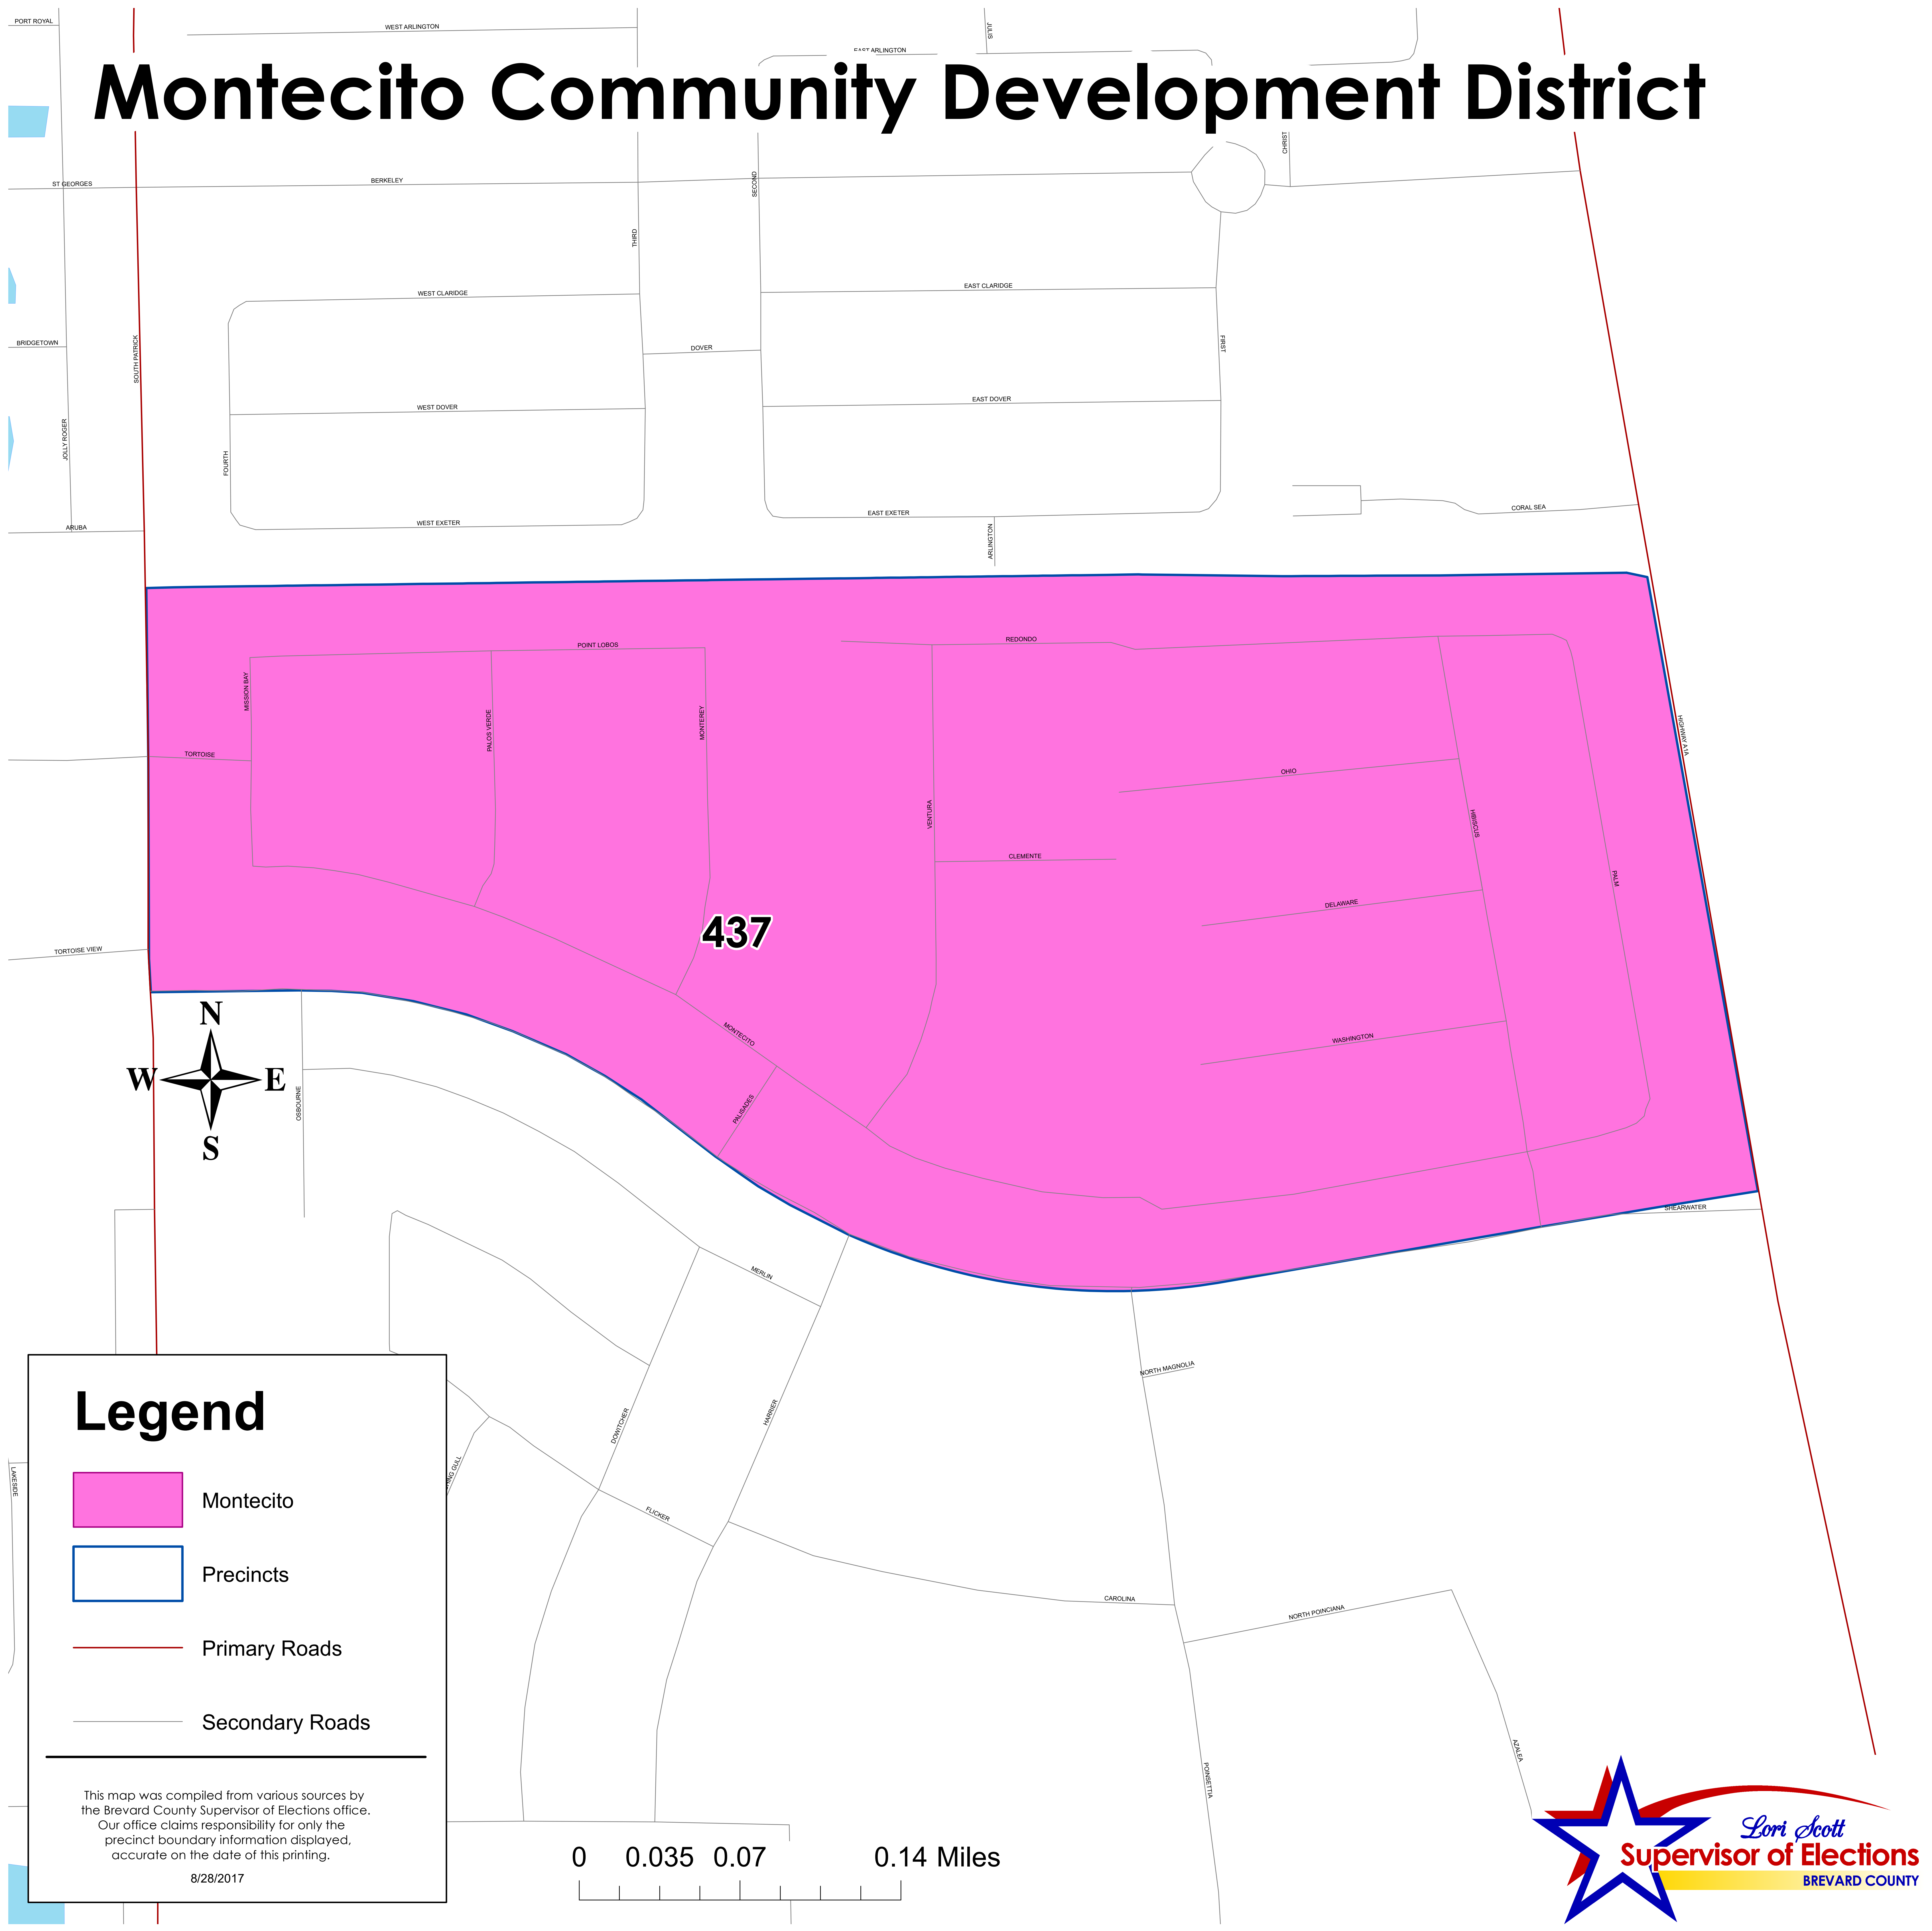 PORT ROYAL
WEST ARLINGTON
JULIS
EAST ARLINGTON
Montecito Community Development District
CHRIST
ST GEORGES
BERKELEY
SECOND
THIRD
WEST CLARIDGE
EAST CLARIDGE
BRIDGETOWN
SOUTH PATRICK
DOVER
FIRST
WEST DOVER
EAST DOVER
JOLLY ROGER
FOURTH
ARUBA
WEST EXETER
EAST EXETER
ARLINGTON
CORAL SEA
POINT LOBOS
REDONDO
MISSION BAY
PALOS VERDE
MONTEREY
HIGHWAY A1A
TORTOISE
OHIO
VENTURA
HIBISCUS
CLEMENTE
PALM
DELAWARE
437
TORTOISE VIEW
MONTECITO
WASHINGTON
N
W
E
S
OSBOURNE
PALISADES
SHEARWATER
MERLIN
NORTH MAGNOLIA
DOWITCHER
HARRIER
LAKESIDE
GULL
FLICKER
CAROLINA
NORTH POINCIANA
POINSETTIA
AZALEA
Legend
Montecito
Precincts
Primary Roads
Secondary Roads
This map was compiled from various sources by
the Brevard County Supervisor of Elections office.
Our office claims responsibility for only the
precinct boundary information displayed,
accurate on the date of this printing.
8/28/2017
0 0.035 0.07 0.14 Miles
Lori Scott
Supervisor of Elections
BREVARD COUNTY